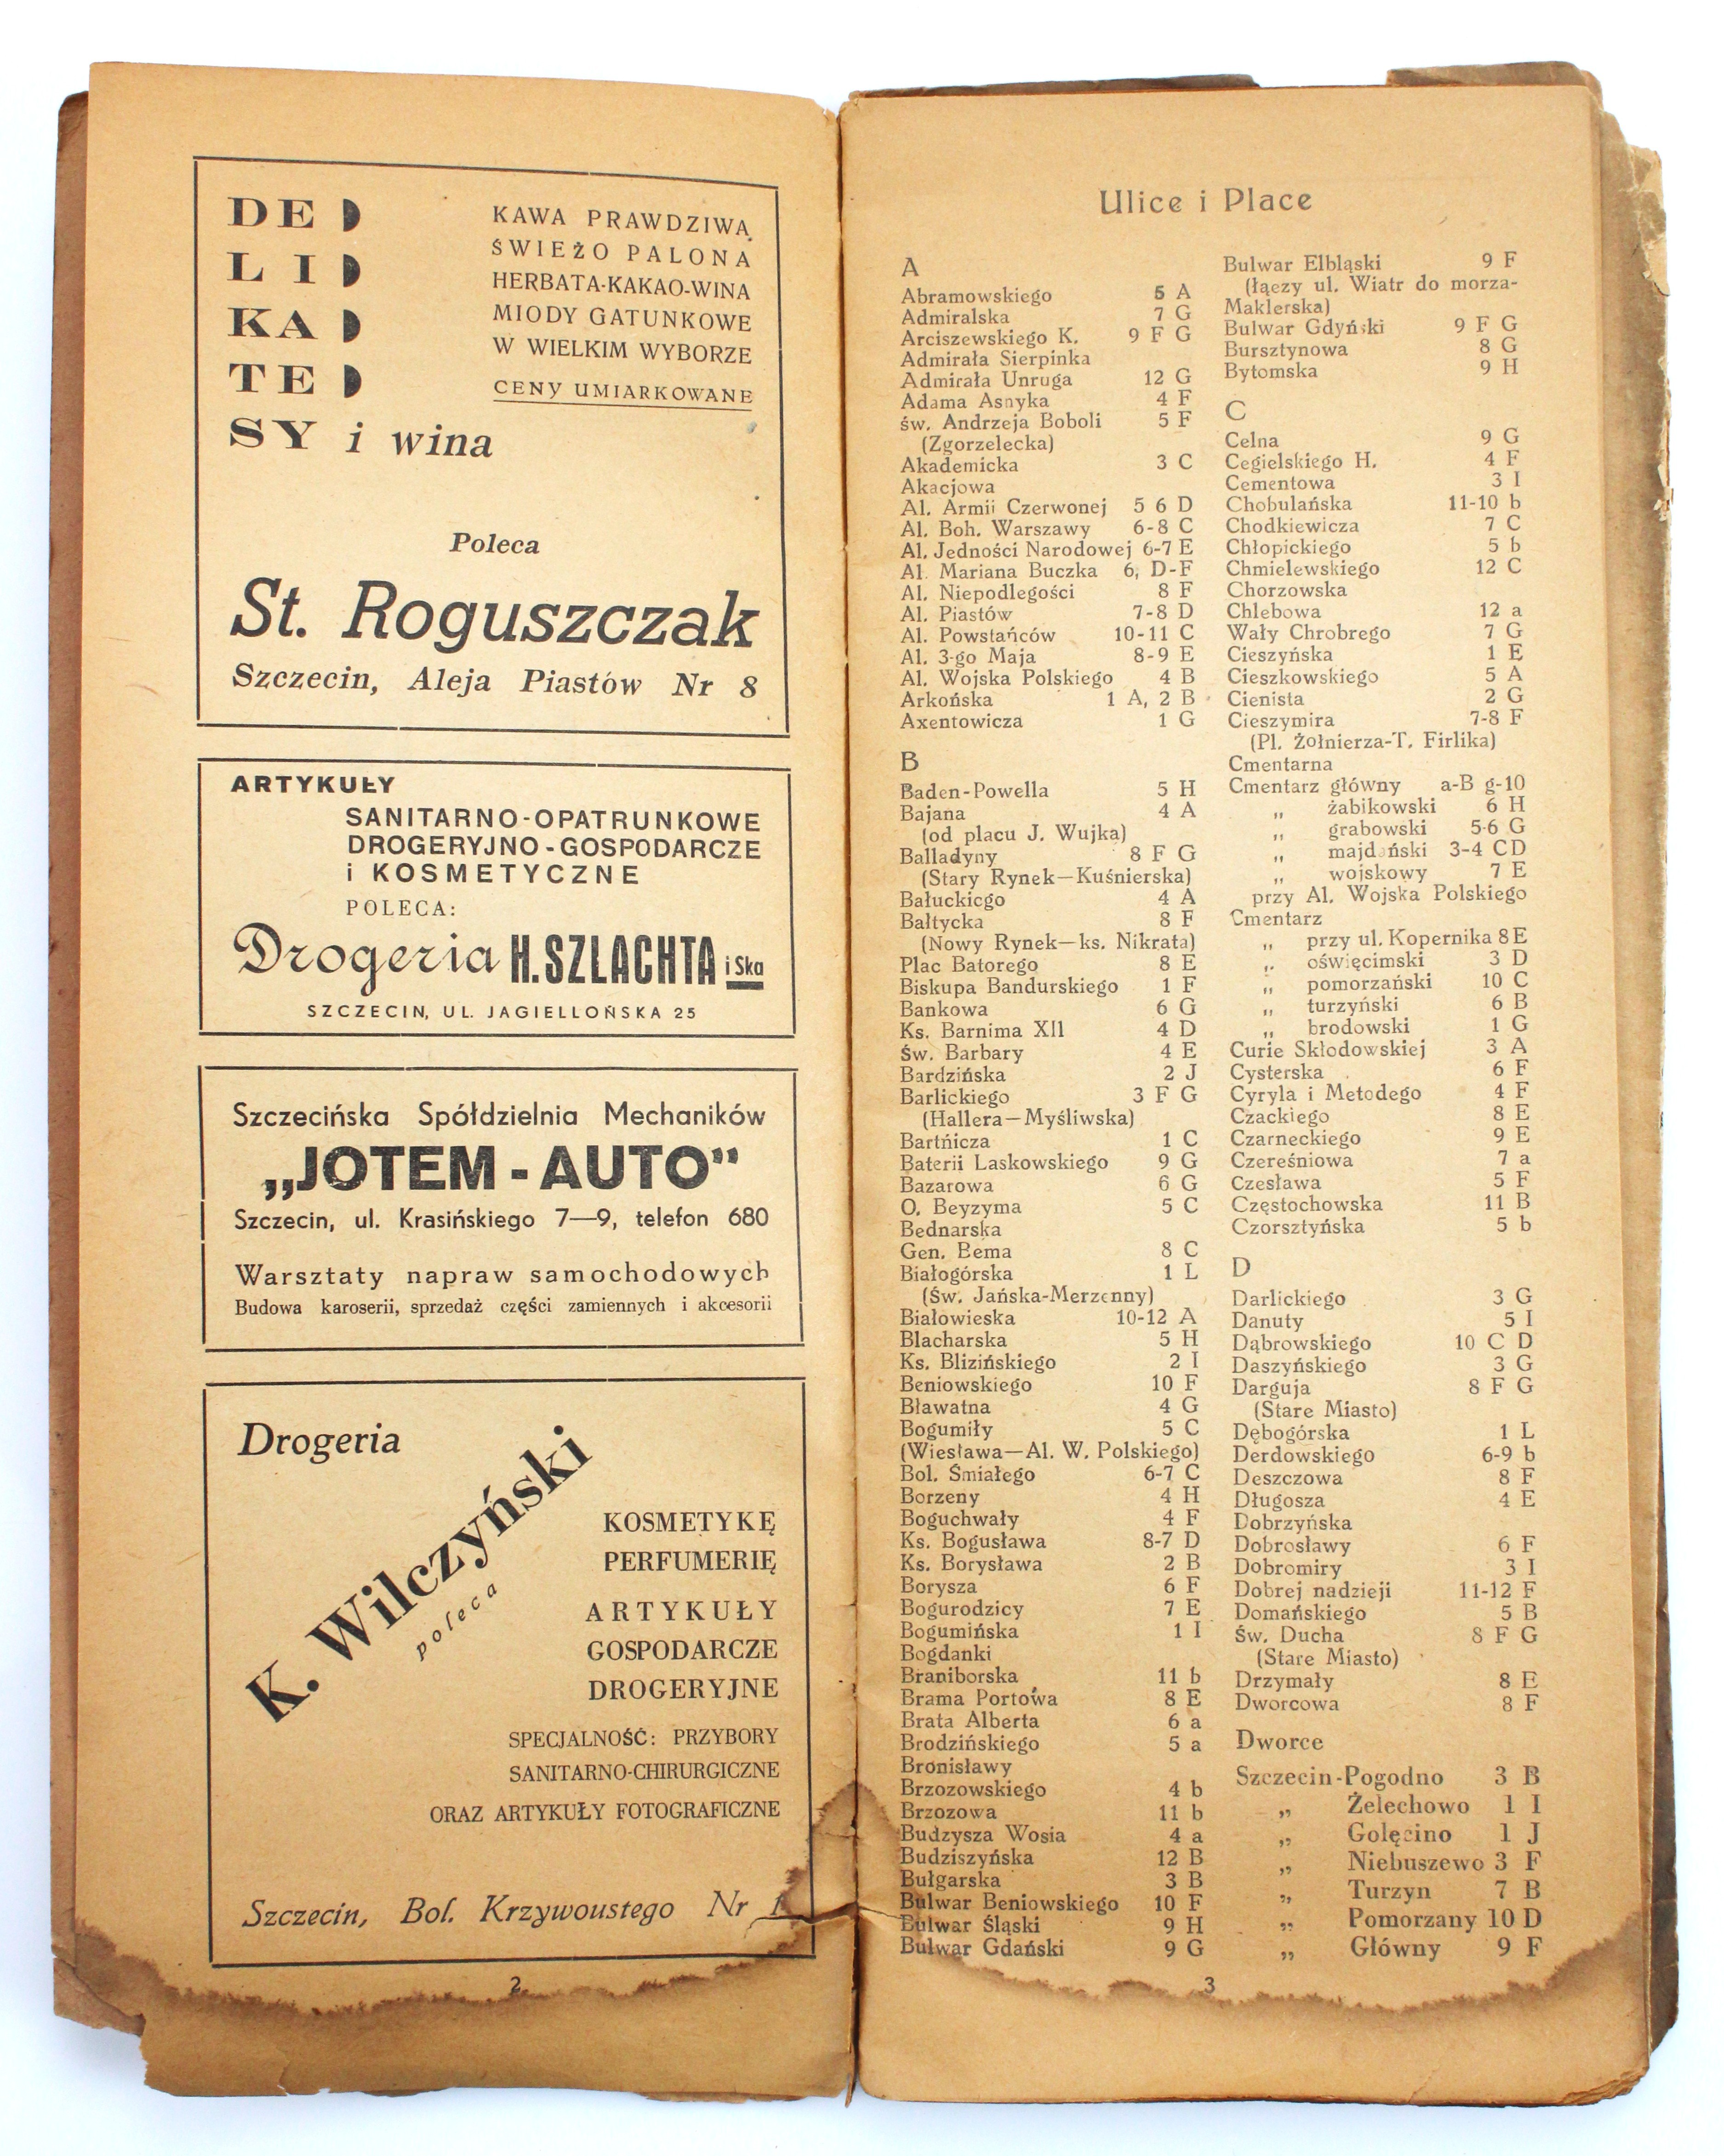 DE
LI
KA
TE
SY i wina
KAWA PRAWDZIWA
ŚWIEŻO PALONA
HERBATA-KAKAO-WINA
MIODY GATUNKOWE
W WIELKIM WYBORZE
CENY UMIARKOWANE
Poleca
St. Roguszczak
Szczecin, Aleja Piastów Nr 8
ARTYKUŁY
SANITARNO-OPATRUNKOWE
DROGERYJNO-GOSPODARCZE
i KOSMETYCZNE
POLECA:
Drogeria H. SZLACHTA i Ska
SZCZECIN, UL. JAGIELLOŃSKA 25
Szczecińska Spółdzielnia Mechaników
„JOTEM-AUTO"
Szczecin, ul. Krasińskiego 7—9, telefon 680
Warsztaty napraw samochodowych
Budowa karoserii, sprzedaż części zamiennych i akcesorii
Drogeria
K. Wilczyński
poleca
KOSMETYKĘ
PERFUMERIĘ
ARTYKUŁY
GOSPODARCZE
DROGERYJNE
SPECJALNOŚĆ: PRZYBORY
SANITARNO-CHIRURGICZNE
ORAZ ARTYKUŁY FOTOGRAFICZNE
Szczecin, Bol. Krzywoustego Nr 1
2
Ulice i Place
A
Abramowskiego 5 A
Admiralska 7 G
Arciszewskiego K. 9 F G
Admirała Sierpinka
Admirała Unruga 12 G
Adama Asnyka 4 F
św. Andrzeja Boboli 5 F
(Zgorzelecka)
Akademicka 3 C
Akacjowa
Al. Armii Czerwonej 5 6 D
Al. Boh. Warszawy 6-8 C
Al. Jedności Narodowej 6-7 E
Al. Mariana Buczka 6, D-F
Al. Niepodległości 8 F
Al. Piastów 7-8 D
Al. Powstańców 10-11 C
Al. 3-go Maja 8-9 E
Al. Wojska Polskiego 4 B
Arkońska 1 A, 2 B
Axentowicza 1 G
B
Baden-Powella 5 H
Bajana 4 A
(od placu J. Wujka)
Balladyny 8 F G
(Stary Rynek—Kuśnierska)
Bałuckicgo 4 A
Bałtycka 8 F
(Nowy Rynek—ks. Nikrata)
Plac Batorego 8 E
Biskupa Bandurskiego 1 F
Bankowa 6 G
Ks. Barnima XII 4 D
Św. Barbary 4 E
Bardzińska 2 J
Barlickiego 3 F G
(Hallera—Myśliwska)
Bartńicza 1 C
Baterii Laskowskiego 9 G
Bazarowa 6 G
O. Beyzyma 5 C
Bednarska
Gen. Bema 8 C
Białogórska 1 L
(Św. Jańska-Merzenny)
Białowieska 10-12 A
Blacharska 5 H
Ks. Blizińskiego 2 I
Beniowskiego 10 F
Bławatna 4 G
Bogumiły 5 C
(Wiesława—Al. W. Polskiego)
Bol. Śmiałego 6-7 C
Borzeny 4 H
Boguchwały 4 F
Ks. Bogusława 8-7 D
Ks. Borysława 2 B
Borysza 6 F
Bogurodzicy 7 E
Bogumińska 1 I
Bogdanki
Braniborska 11 b
Brama Portowa 8 E
Brata Alberta 6 a
Brodzińskiego 5 a
Bronisławy
Brzozowskiego 4 b
Brzozowa 11 b
Budzysza Wosia 4 a
Budziszyńska 12 B
Bułgarska 3 B
Bulwar Beniowskiego 10 F
Bulwar Śląski 9 H
Bulwar Gdański 9 G
Bulwar Elbląski 9 F
(łączy ul. Wiatr do morza-
Maklerska)
Bulwar Gdyński 9 F G
Bursztynowa 8 G
Bytomska 9 H
C
Celna 9 G
Cegielskiego H. 4 F
Cementowa 3 I
Chobulańska 11-10 b
Chodkiewicza 7 C
Chłopickiego 5 b
Chmielewskiego 12 C
Chorzowska
Chlebowa 12 a
Wały Chrobrego 7 G
Cieszyńska 1 E
Cieszkowskiego 5 A
Cienista 2 G
Cieszymira 7-8 F
(Pl. Żołnierza-T. Firlika)
Cmentarna
Cmentarz główny a-B g-10
„ żabikowski 6 H
„ grabowski 5-6 G
„ majdański 3-4 CD
„ wojskowy 7 E
przy Al. Wojska Polskiego
Cmentarz
„ przy ul. Kopernika 8 E
„ oświęcimski 3 D
„ pomorzański 10 C
„ turzyński 6 B
„ brodowski 1 G
Curie Skłodowskiej 3 A
Cysterska 6 F
Cyryla i Metodego 4 F
Czackiego 8 E
Czarneckiego 9 E
Czereśniowa 7 a
Czesława 5 F
Częstochowska 11 B
Czorsztyńska 5 b
D
Darlickiego 3 G
Danuty 5 I
Dąbrowskiego 10 C D
Daszyńskiego 3 G
Darguja 8 F G
(Stare Miasto)
Dębogórska 1 L
Derdowskiego 6-9 b
Deszczowa 8 F
Długosza 4 E
Dobrzyńska
Dobrosławy 6 F
Dobromiry 3 I
Dobrej nadzieji 11-12 F
Domańskiego 5 B
Św. Ducha 8 F G
(Stare Miasto)
Drzymały 8 E
Dworcowa 8 F
Dworce
Szczecin-Pogodno 3 B
„ Żelechowo 1 I
„ Golęcino 1 J
„ Niebuszewo 3 F
„ Turzyn 7 B
„ Pomorzany 10 D
„ Główny 9 F
3